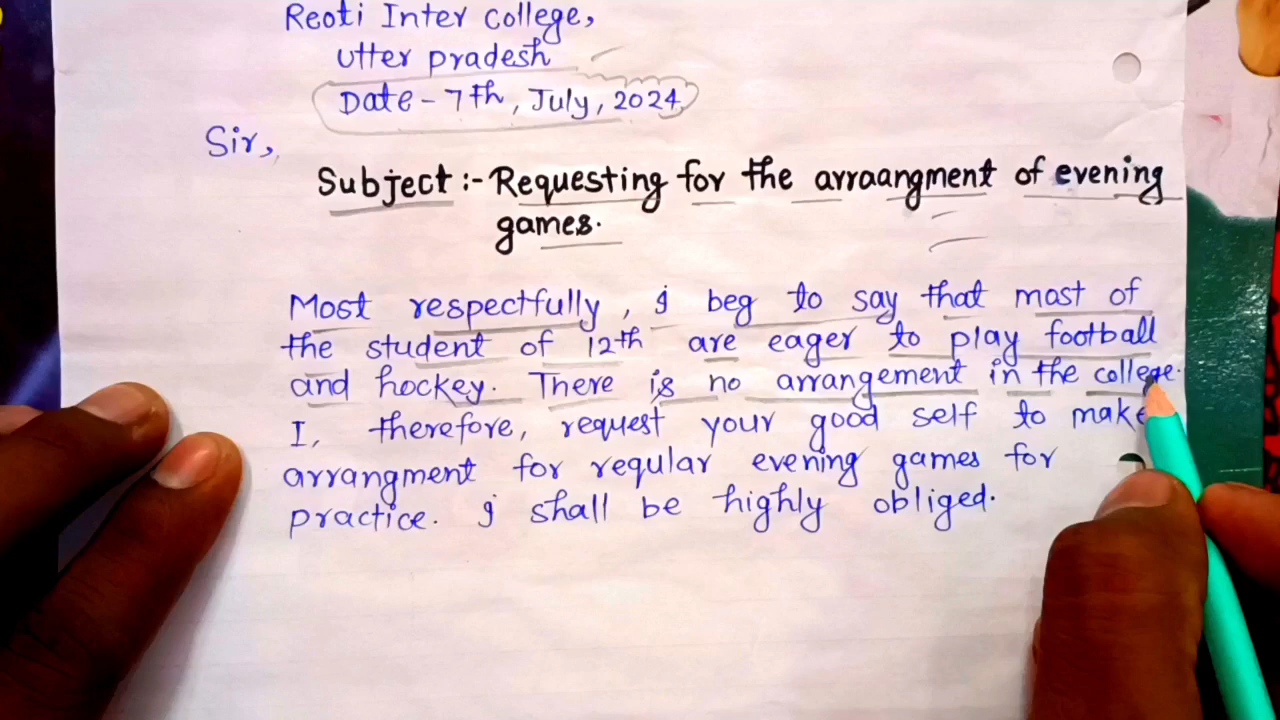 Reoti Inter college,
Utter pradesh
Date - 7th, July, 2024
Sir,
Subject :- Requesting for the arraangment of evening
games.
Most respectfully, I beg to say that most of
the student of 12th are eager to play football
and hockey. There is no arrangement in the college.
I, therefore, request your good self to make
arrangment for regular evening games for
practice. I shall be highly obliged.